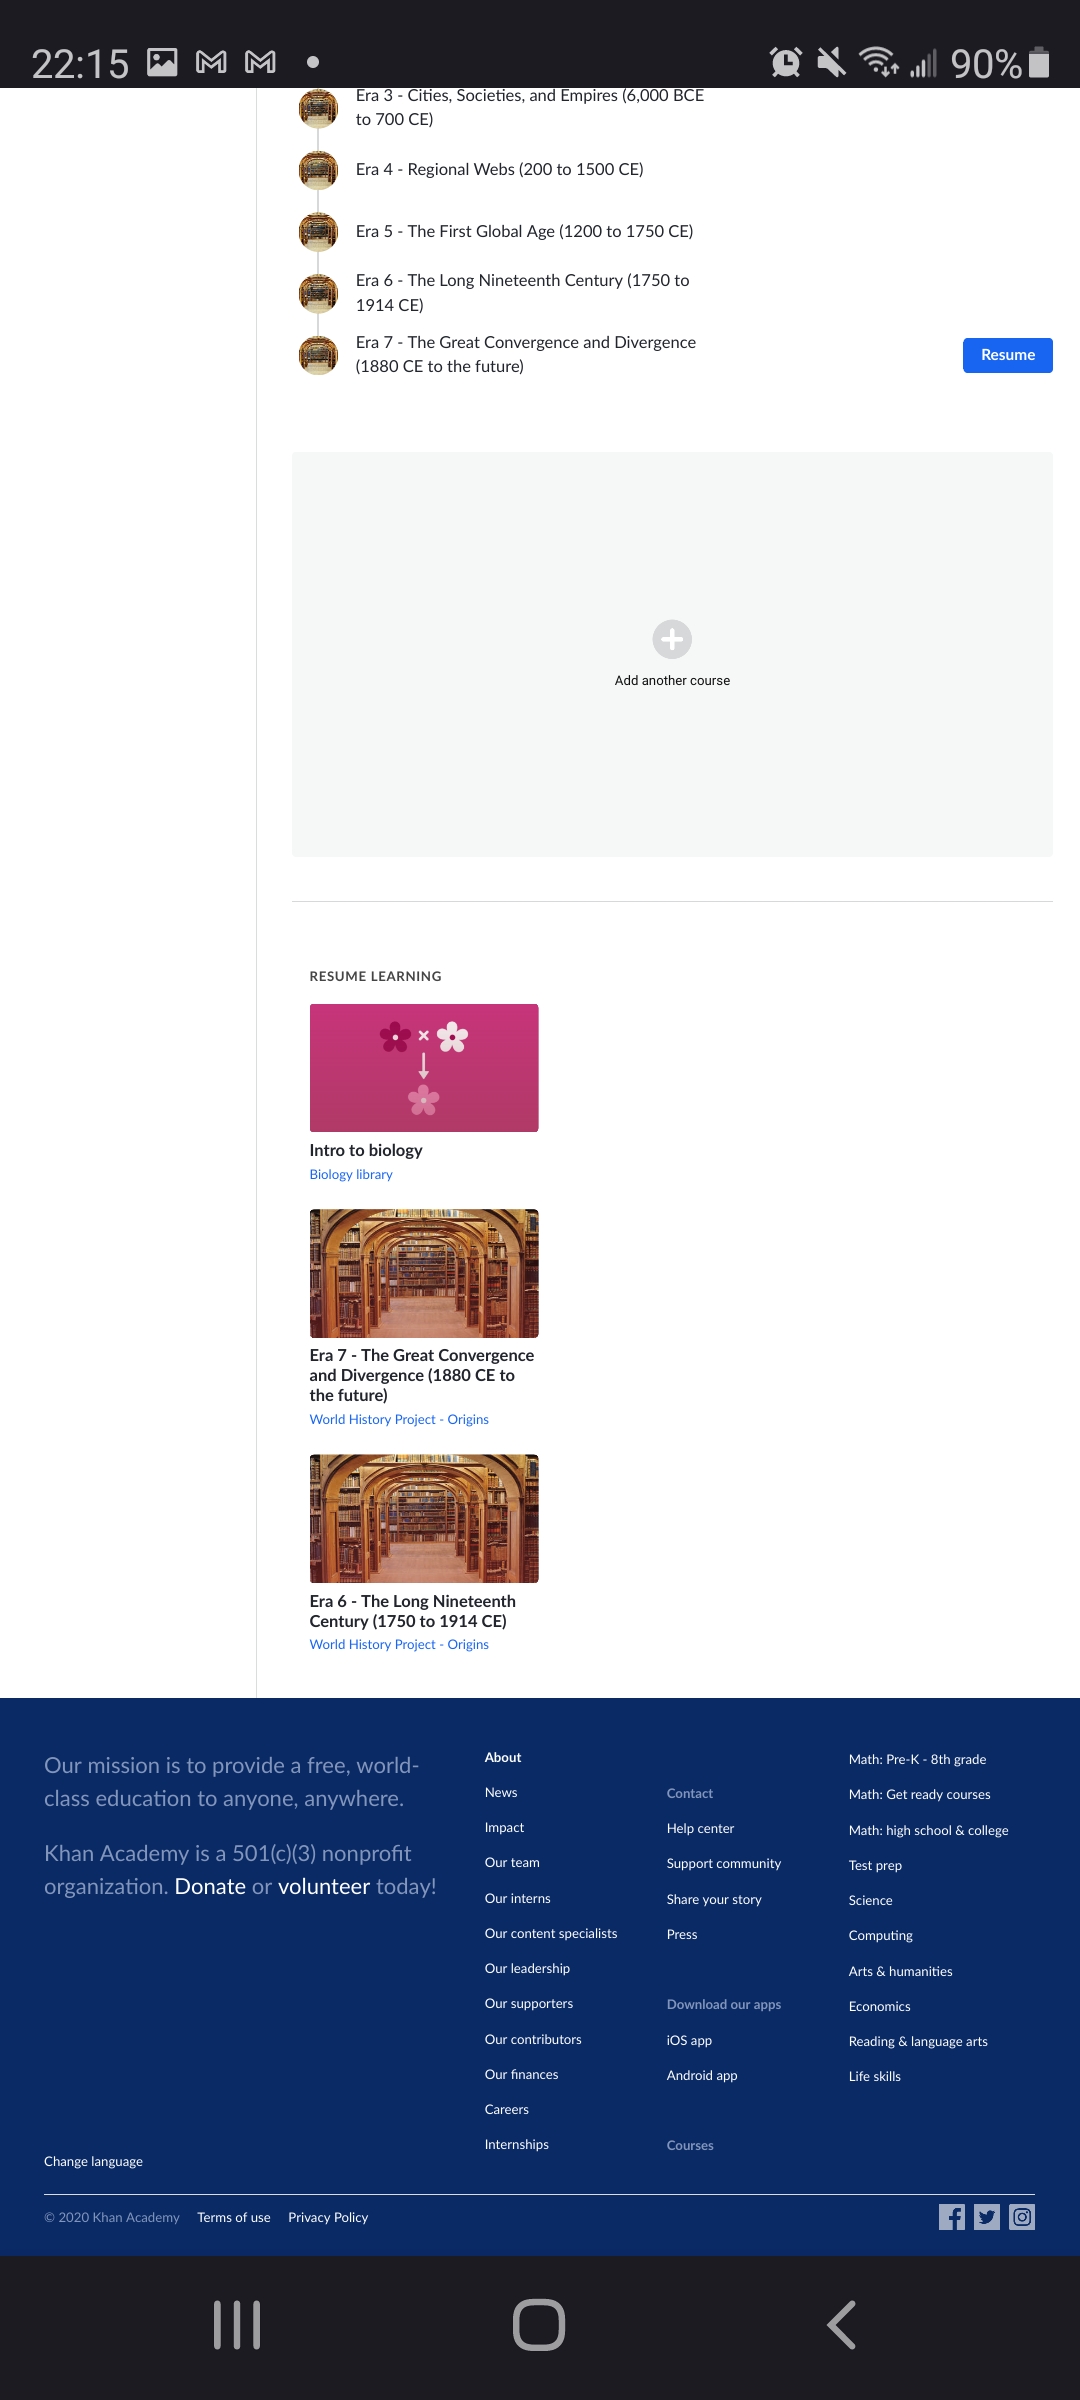 22:15
90%
Era 3 - Cities, Societies, and Empires (6,000 BCE
to 700 CE)
Era 4 - Regional Webs (200 to 1500 CE)
Era 5 - The First Global Age (1200 to 1750 CE)
Era 6 - The Long Nineteenth Century (1750 to
1914 CE)
Era 7 - The Great Convergence and Divergence
(1880 CE to the future)
Resume
Add another course
RESUME LEARNING
Intro to biology
Biology library
Era 7 - The Great Convergence
and Divergence (1880 CE to
the future)
World History Project - Origins
Era 6 - The Long Nineteenth
Century (1750 to 1914 CE)
World History Project - Origins
Our mission is to provide a free, world-
class education to anyone, anywhere.
Khan Academy is a 501(c)(3) nonprofit
organization. Donate or volunteer today!
Change language
About
News
Impact
Our team
Our interns
Our content specialists
Our leadership
Our supporters
Our contributors
Our finances
Careers
Internships
Contact
Help center
Support community
Share your story
Press
Download our apps
iOS app
Android app
Courses
Math: Pre-K - 8th grade
Math: Get ready courses
Math: high school & college
Test prep
Science
Computing
Arts & humanities
Economics
Reading & language arts
Life skills
© 2020 Khan Academy Terms of use Privacy Policy